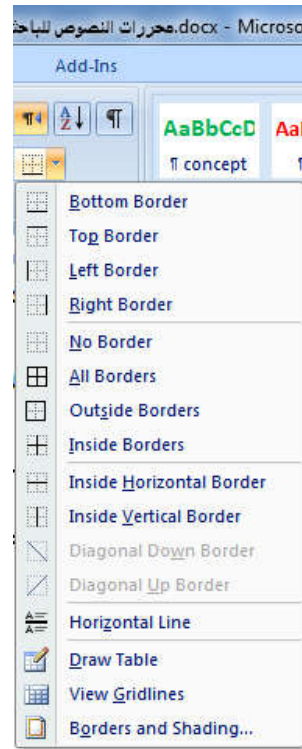 محررات النصوص للباحث.docx - Microso
Add-Ins
AaBbCcD Aal
¶ concept ¶
Bottom Border
Top Border
Left Border
Right Border
No Border
All Borders
Outside Borders
Inside Borders
Inside Horizontal Border
Inside Vertical Border
Diagonal Down Border
Diagonal Up Border
Horizontal Line
Draw Table
View Gridlines
Borders and Shading...